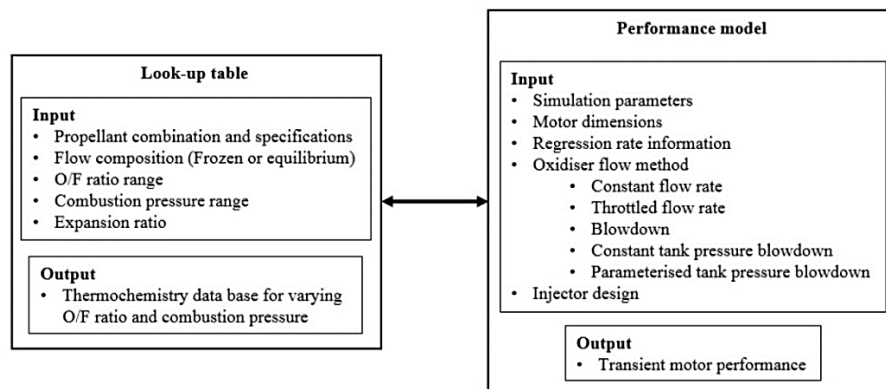 Look-up table
Input
• Propellant combination and specifications
• Flow composition (Frozen or equilibrium)
• O/F ratio range
• Combustion pressure range
• Expansion ratio
Output
• Thermochemistry data base for varying
O/F ratio and combustion pressure
Performance model
Input
• Simulation parameters
• Motor dimensions
• Regression rate information
• Oxidiser flow method
• Constant flow rate
• Throttled flow rate
• Blowdown
• Constant tank pressure blowdown
• Parameterised tank pressure blowdown
• Injector design
Output
• Transient motor performance